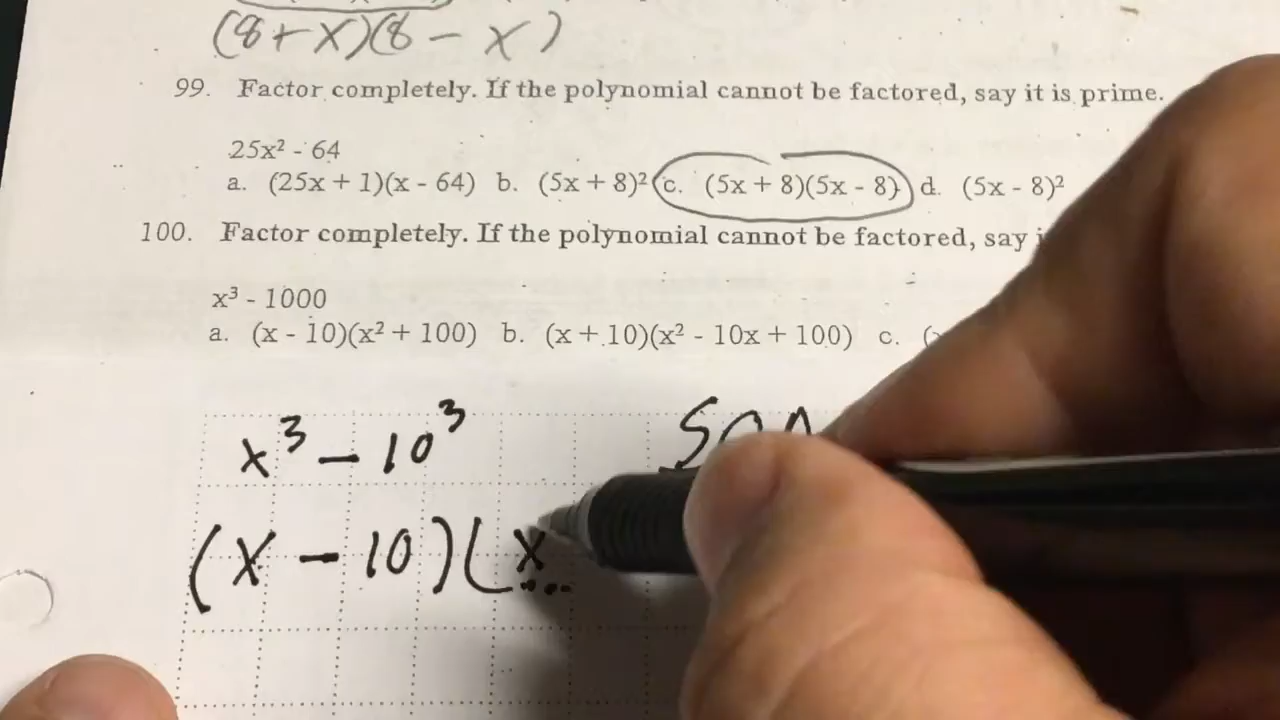 (8+x)(8-x)
99. Factor completely. If the polynomial cannot be factored, say it is prime.
25x² - 64
a. (25x + 1)(x - 64) b. (5x + 8)² c. (5x + 8)(5x - 8) d. (5x - 8)²
100. Factor completely. If the polynomial cannot be factored, say
x³ - 1000
a. (x - 10)(x² + 100) b. (x + 10)(x² - 10x + 100) c. (
x³ - 10³ SOA
(x - 10)(x